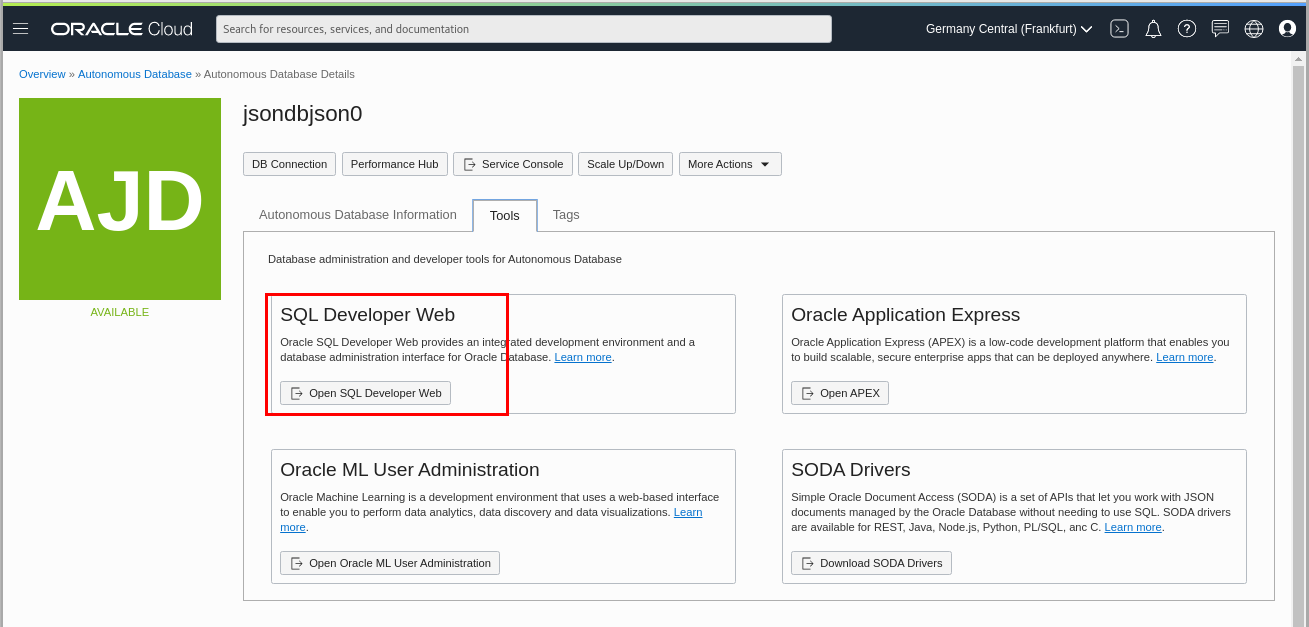 ORACLE Cloud
Search for resources, services, and documentation
Germany Central (Frankfurt)
Overview » Autonomous Database » Autonomous Database Details
AJD
AVAILABLE
jsondbjson0
DB Connection
Performance Hub
Service Console
Scale Up/Down
More Actions
Autonomous Database Information
Tools
Tags
Database administration and developer tools for Autonomous Database
SQL Developer Web
Oracle SQL Developer Web provides an integrated development environment and a
database administration interface for Oracle Database. Learn more.
Open SQL Developer Web
Oracle Application Express
Oracle Application Express (APEX) is a low-code development platform that enables you
to build scalable, secure enterprise apps that can be deployed anywhere. Learn more.
Open APEX
Oracle ML User Administration
Oracle Machine Learning is a development environment that uses a web-based interface
to enable you to perform data analytics, data discovery and data visualizations. Learn
more.
Open Oracle ML User Administration
SODA Drivers
Simple Oracle Document Access (SODA) is a set of APIs that let you work with JSON
documents managed by the Oracle Database without needing to use SQL. SODA drivers
are available for REST, Java, Node.js, Python, PL/SQL, anc C. Learn more.
Download SODA Drivers